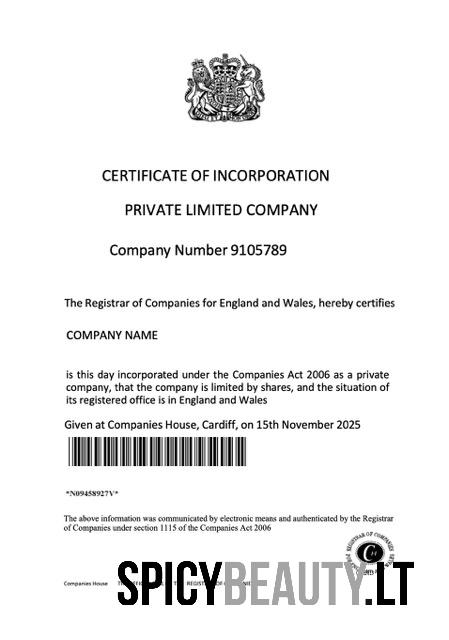 CERTIFICATE OF INCORPORATION
PRIVATE LIMITED COMPANY
Company Number 9105789
The Registrar of Companies for England and Wales, hereby certifies
COMPANY NAME
is this day incorporated under the Companies Act 2006 as a private
company, that the company is limited by shares, and the situation of
its registered office is in England and Wales
Given at Companies House, Cardiff, on 15th November 2025
*N09458927V*
The above information was communicated by electronic means and authenticated by the Registrar
of Companies under section 1115 of the Companies Act 2006
Companies House
SPICYBEAUTY.LT